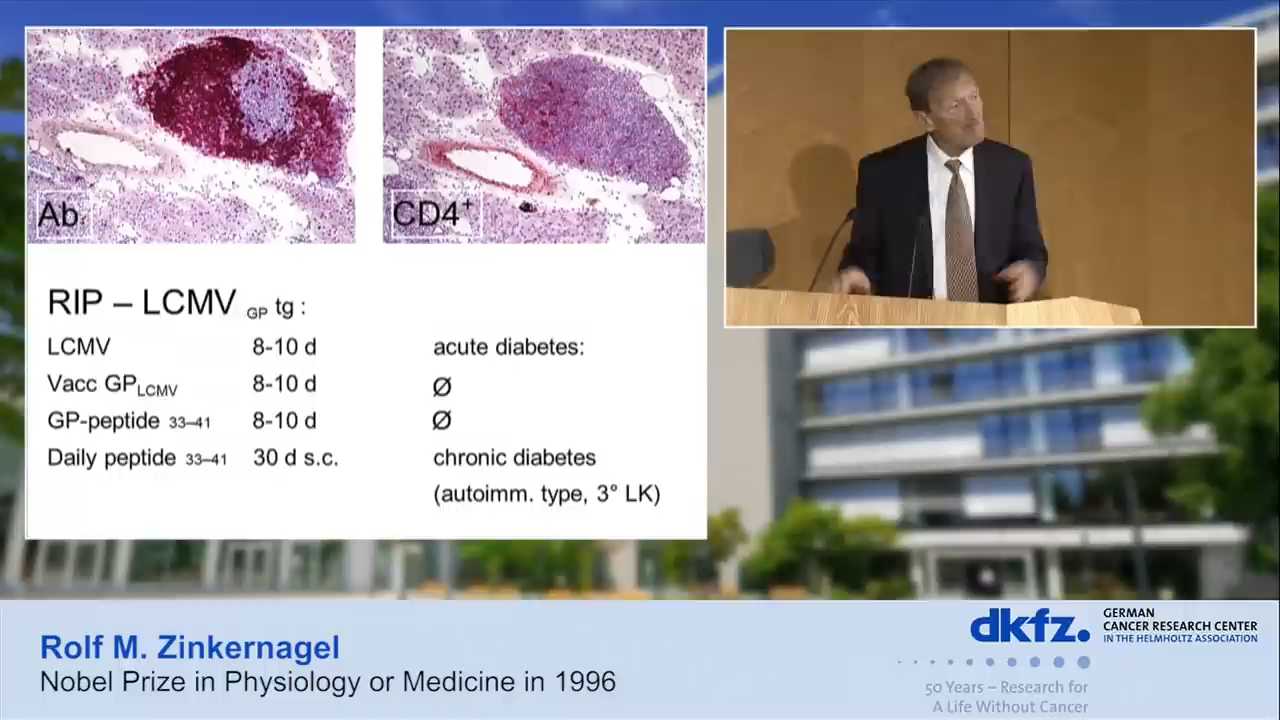 Ab
CD4⁺
RIP – LCMV GP tg :
LCMV 8-10 d acute diabetes:
Vacc GPLCMV 8-10 d Ø
GP-peptide 33–41 8-10 d Ø
Daily peptide 33–41 30 d s.c. chronic diabetes
(autoimm. type, 3° LK)
Rolf M. Zinkernagel
Nobel Prize in Physiology or Medicine in 1996
dkfz.
GERMAN
CANCER RESEARCH CENTER
IN THE HELMHOLTZ ASSOCIATION
50 Years – Research for
A Life Without Cancer